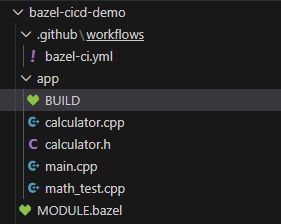 bazel-cicd-demo
.github\workflows
! bazel-ci.yml
app
BUILD
C++ calculator.cpp
C calculator.h
C++ main.cpp
C++ math_test.cpp
MODULE.bazel